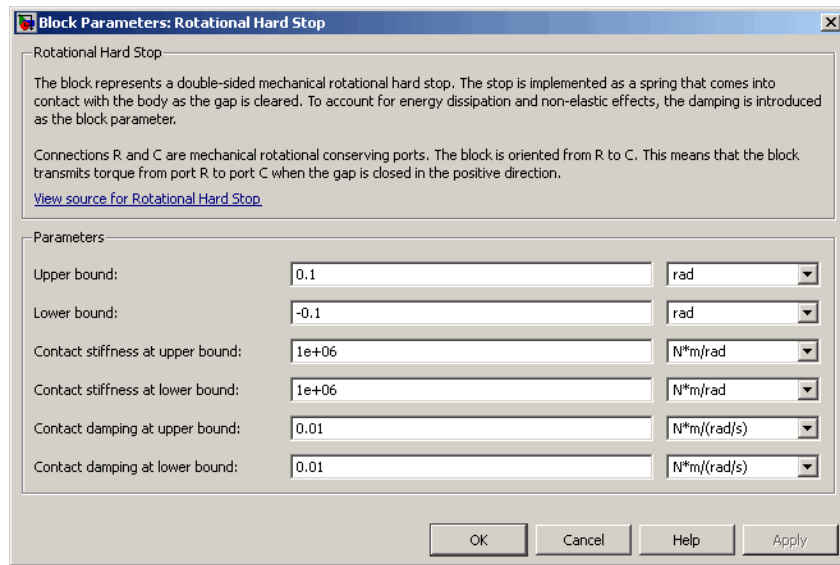 Block Parameters: Rotational Hard Stop
Rotational Hard Stop
The block represents a double-sided mechanical rotational hard stop. The stop is implemented as a spring that comes into
contact with the body as the gap is cleared. To account for energy dissipation and non-elastic effects, the damping is introduced
as the block parameter.
Connections R and C are mechanical rotational conserving ports. The block is oriented from R to C. This means that the block
transmits torque from port R to port C when the gap is closed in the positive direction.
View source for Rotational Hard Stop
Parameters
Upper bound: 0.1 rad
Lower bound: -0.1 rad
Contact stiffness at upper bound: 1e+06 N*m/rad
Contact stiffness at lower bound: 1e+06 N*m/rad
Contact damping at upper bound: 0.01 N*m/(rad/s)
Contact damping at lower bound: 0.01 N*m/(rad/s)
OK Cancel Help Apply